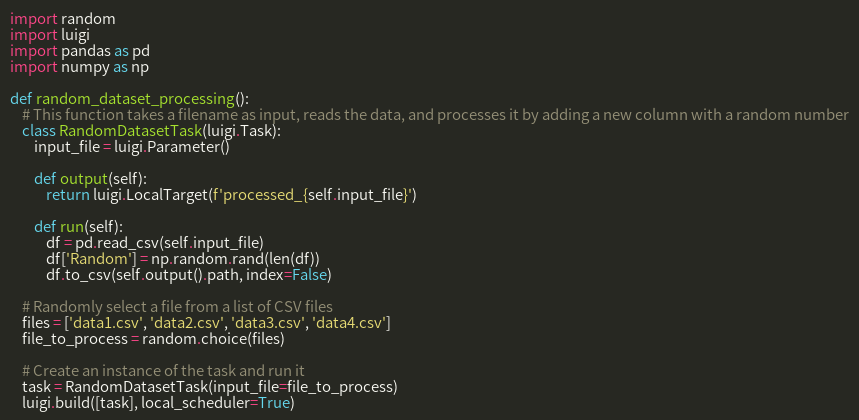 import random
import luigi
import pandas as pd
import numpy as np

def random_dataset_processing():
    # This function takes a filename as input, reads the data, and processes it by adding a new column with a random number
    class RandomDatasetTask(luigi.Task):
        input_file = luigi.Parameter()

        def output(self):
            return luigi.LocalTarget(f'processed_{self.input_file}')

        def run(self):
            df = pd.read_csv(self.input_file)
            df['Random'] = np.random.rand(len(df))
            df.to_csv(self.output().path, index=False)

    # Randomly select a file from a list of CSV files
    files = ['data1.csv', 'data2.csv', 'data3.csv', 'data4.csv']
    file_to_process = random.choice(files)

    # Create an instance of the task and run it
    task = RandomDatasetTask(input_file=file_to_process)
    luigi.build([task], local_scheduler=True)